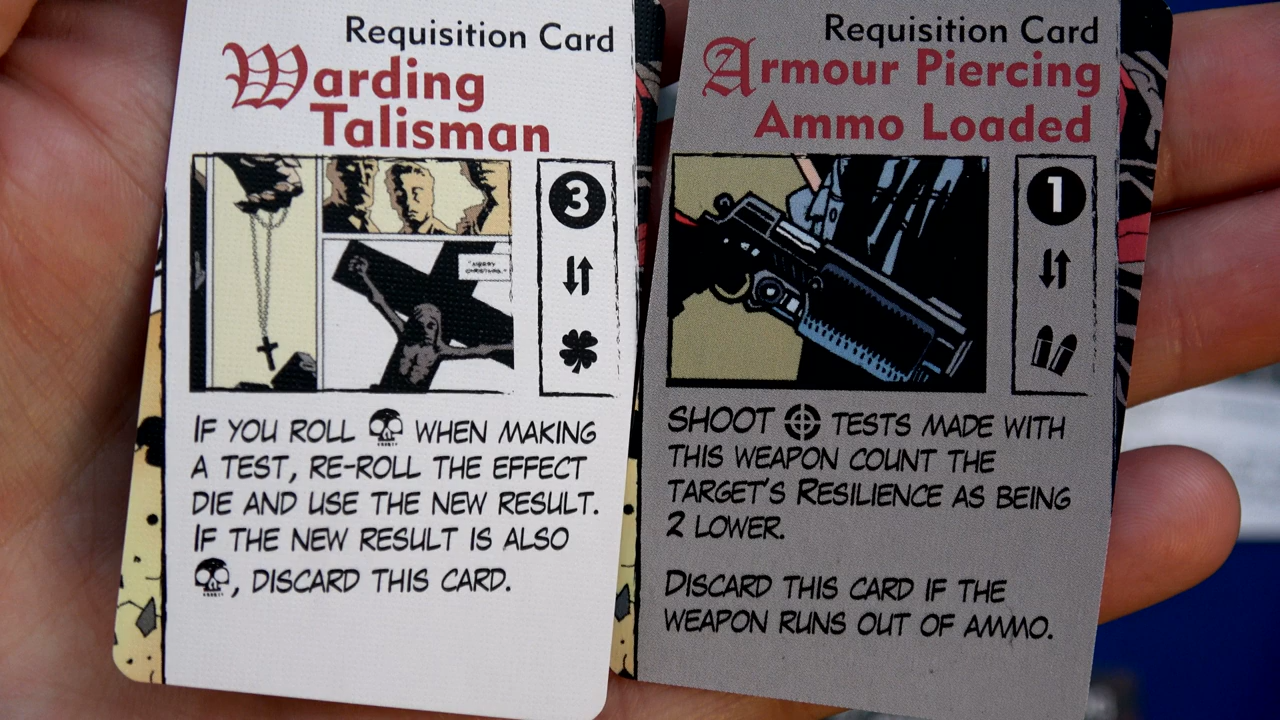 Requisition Card
Warding
Talisman
"MERRY
CHRISTMAS."
3
IF YOU ROLL WHEN MAKING
A TEST, RE-ROLL THE EFFECT
DIE AND USE THE NEW RESULT.
IF THE NEW RESULT IS ALSO
, DISCARD THIS CARD.
Requisition Card
Armour Piercing
Ammo Loaded
1
SHOOT TESTS MADE WITH
THIS WEAPON COUNT THE
TARGET'S RESILIENCE AS BEING
2 LOWER.
DISCARD THIS CARD IF THE
WEAPON RUNS OUT OF AMMO.